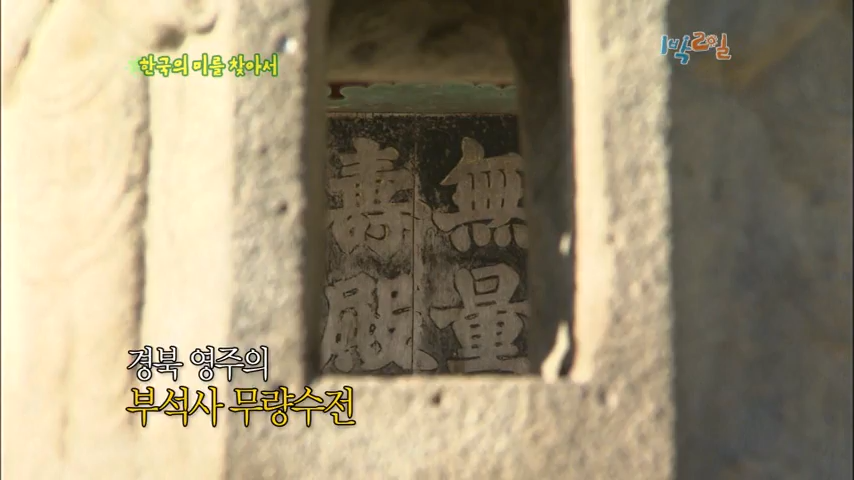 한국의 미를 찾아서
1박2일
無量
壽殿
경북 영주의
부석사 무량수전